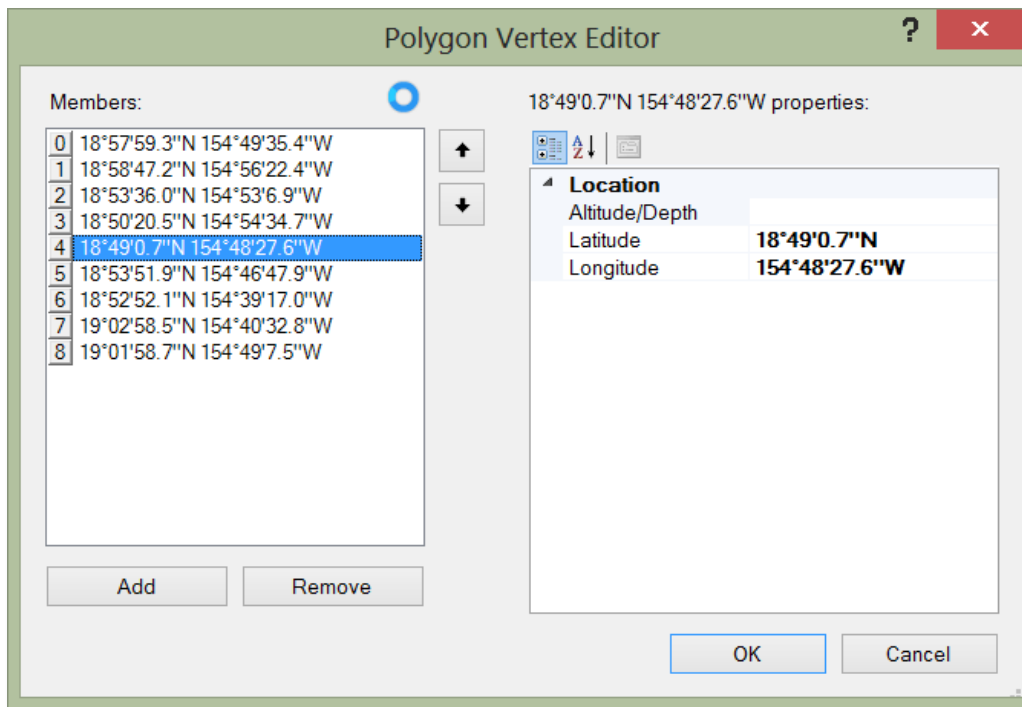 Polygon Vertex Editor
?
Members:
0 18°57'59.3"N 154°49'35.4"W
1 18°58'47.2"N 154°56'22.4"W
2 18°53'36.0"N 154°53'6.9"W
3 18°50'20.5"N 154°54'34.7"W
4 18°49'0.7"N 154°48'27.6"W
5 18°53'51.9"N 154°46'47.9"W
6 18°52'52.1"N 154°39'17.0"W
7 19°02'58.5"N 154°40'32.8"W
8 19°01'58.7"N 154°49'7.5"W
Add
Remove
18°49'0.7"N 154°48'27.6"W properties:
A
Z
Location
Altitude/Depth
Latitude 18°49'0.7"N
Longitude 154°48'27.6"W
OK
Cancel